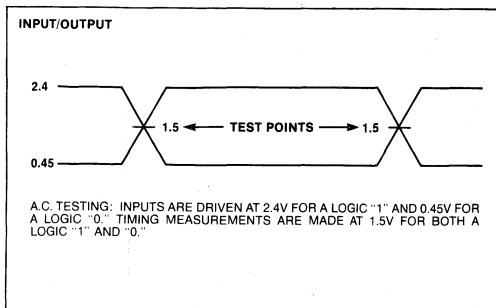 INPUT/OUTPUT
2.4
1.5 TEST POINTS 1.5
0.45
A.C. TESTING: INPUTS ARE DRIVEN AT 2.4V FOR A LOGIC "1" AND 0.45V FOR
A LOGIC "0." TIMING MEASUREMENTS ARE MADE AT 1.5V FOR BOTH A
LOGIC "1" AND "0."